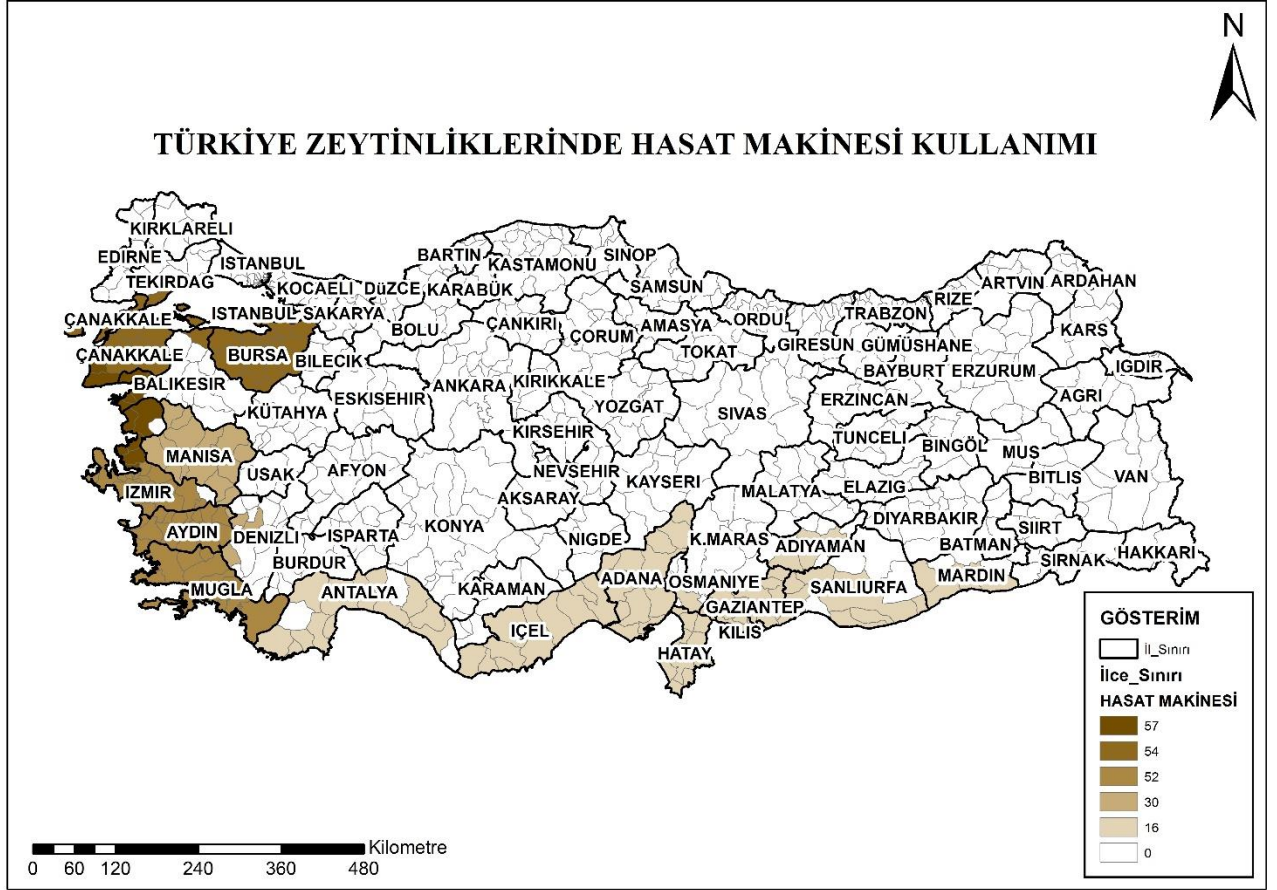 N
TÜRKİYE ZEYTİNLİKLERİNDE HASAT MAKİNESİ KULLANIMI
KIRKLARELI
EDIRNE
ISTANBUL
TEKIRDAG
BARTIN
KASTAMONU
SINOP
KOCAELI
DüZCE
KARABÜK
SAMSUN
RIZE
ARTVIN
ARDAHAN
ÇANAKKALE
ISTANBUL
SAKARYA
BOLU
ÇANKIRI
ÇORUM
AMASYA
ORDU
TRABZON
KARS
ÇANAKKALE
BURSA
BILECIK
TOKAT
GIRESUN
GÜMÜSHANE
BAYBURT
ERZURUM
IGDIR
BALIKESIR
ESKISEHIR
ANKARA
KIRIKKALE
YOZGAT
SIVAS
ERZINCAN
AGRI
KÜTAHYA
KIRSEHIR
TUNCELI
BINGÖL
MUS
MANISA
USAK
AFYON
NEVSEHIR
KAYSERI
MALATYA
ELAZIG
BITLIS
VAN
IZMIR
AKSARAY
DIYARBAKIR
SIIRT
AYDIN
DENIZLI
ISPARTA
KONYA
NIGDE
K.MARAS
ADIYAMAN
BATMAN
SIRNAK
HAKKARI
BURDUR
MUGLA
ANTALYA
KARAMAN
ADANA
OSMANIYE
SANLIURFA
MARDIN
IÇEL
GAZIANTEP
KILIS
HATAY
GÖSTERİM
İl_Sınırı
İlce_Sınırı
HASAT MAKİNESİ
57
54
52
30
16
0
Kilometre
0 60 120 240 360 480